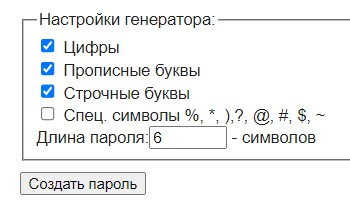 Настройки генератора:
Цифры
Прописные буквы
Строчные буквы
Спец. символы %, *, ),?, @, #, $, ~
Длина пароля: 6 - символов
Создать пароль